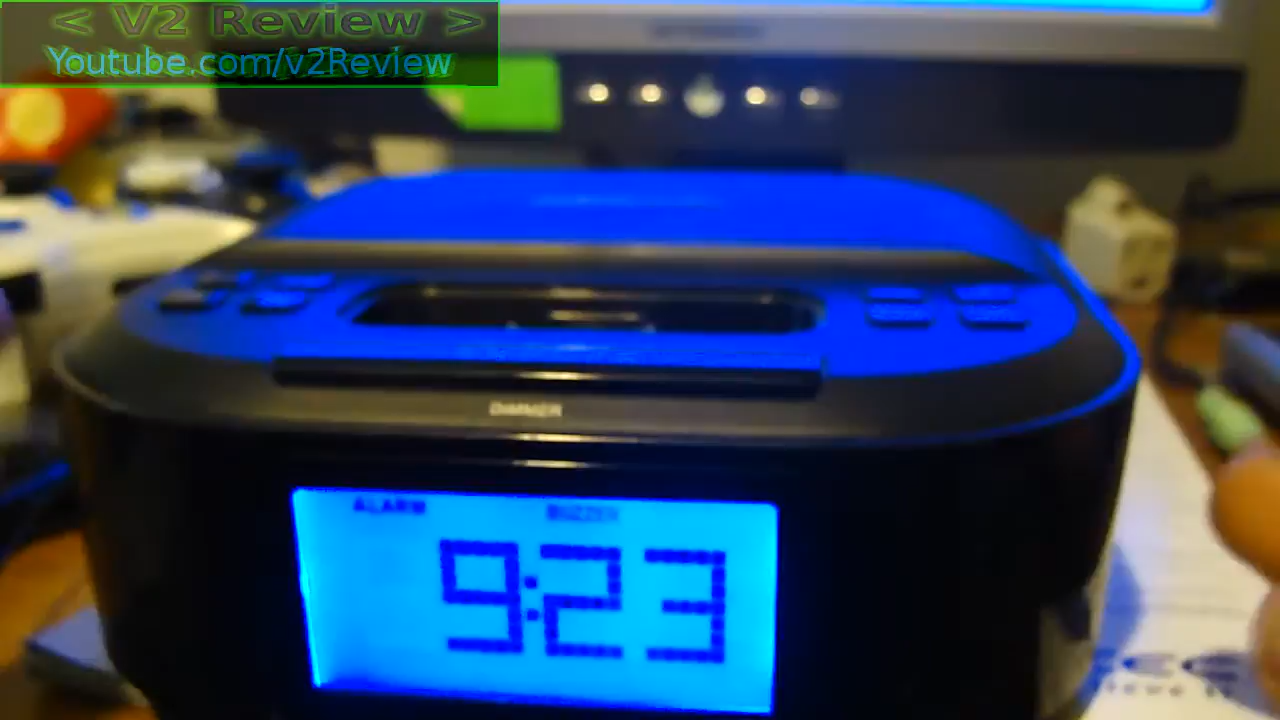 < V2 Review >
Youtube.com/v2Review
DIMMER
ALARM BUZZER
9:23